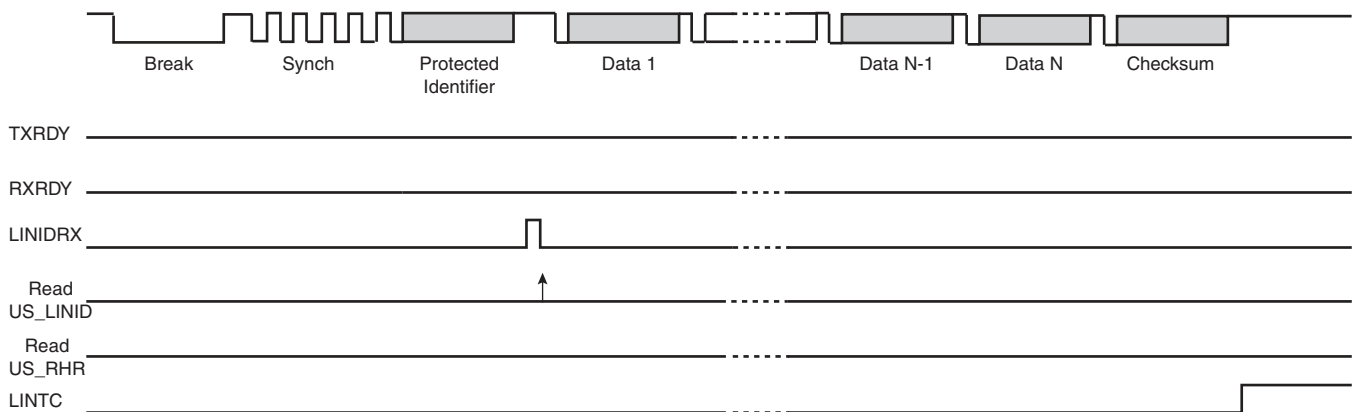 Break
Synch
Protected
Identifier
Data 1
Data N-1
Data N
Checksum
TXRDY
RXRDY
LINIDRX
Read
US_LINID
Read
US_RHR
LINTC